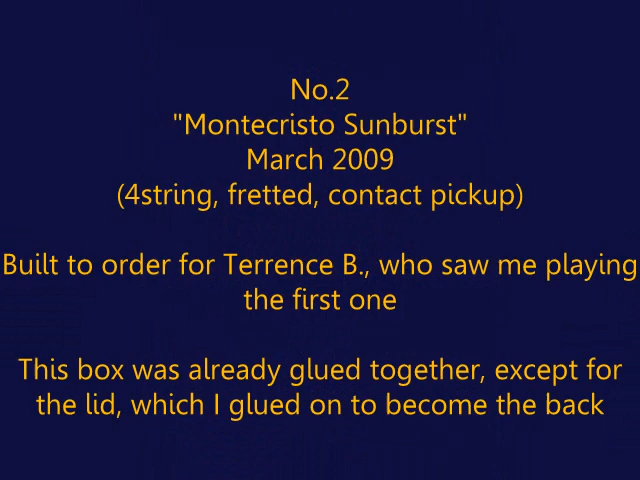 No.2
"Montecristo Sunburst"
March 2009
(4string, fretted, contact pickup)
Built to order for Terrence B., who saw me playing
the first one
This box was already glued together, except for
the lid, which I glued on to become the back